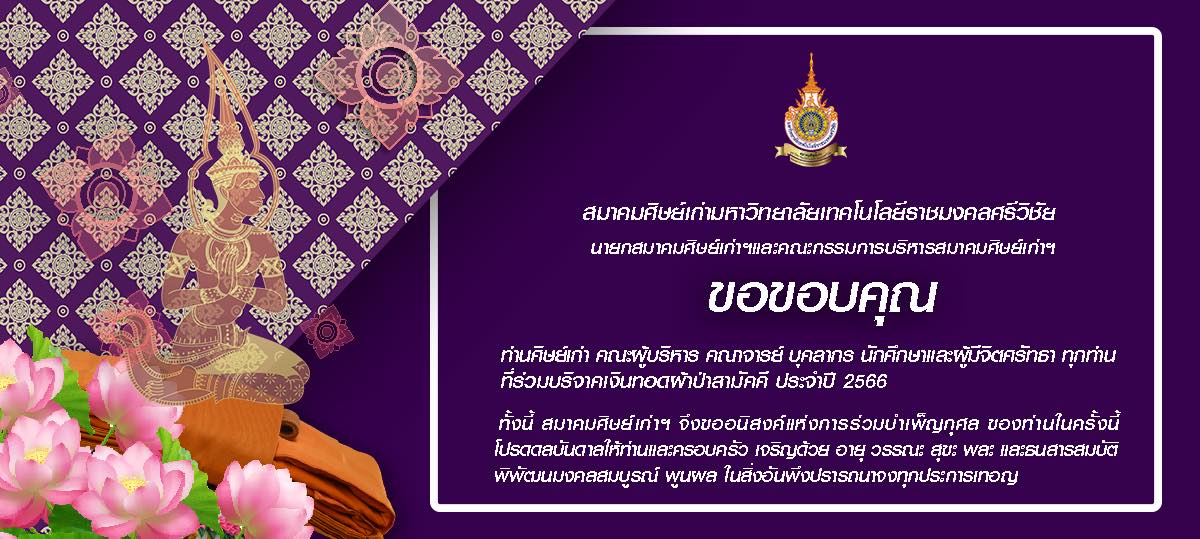 สมาคมศิษย์เก่ามหาวิทยาลัยเทคโนโลยีราชมงคลศรีวิชัย
นายกสมาคมศิษย์เก่าฯและคณะกรรมการบริหารสมาคมศิษย์เก่าฯ
ขอขอบคุณ
ท่านศิษย์เก่า คณะผู้บริหาร คณาจารย์ บุคลากร นักศึกษาและผู้มีจิตศรัทธา ทุกท่าน
ที่ร่วมบริจาคเงินทอดผ้าป่าสามัคคี ประจำปี 2566
ทั้งนี้ สมาคมศิษย์เก่าฯ จึงขออนิสงค์แห่งการร่วมบำเพ็ญกุศล ของท่านในครั้งนี้
โปรดดลบันดาลให้ท่านและครอบครัว เจริญด้วย อายุ วรรณะ สุขะ พละ และธนสารสมบัติ
พิพัฒนมงคลสมบูรณ์ พูนผล ในสิ่งอันพึงปรารถนาจงทุกประการเทอญ